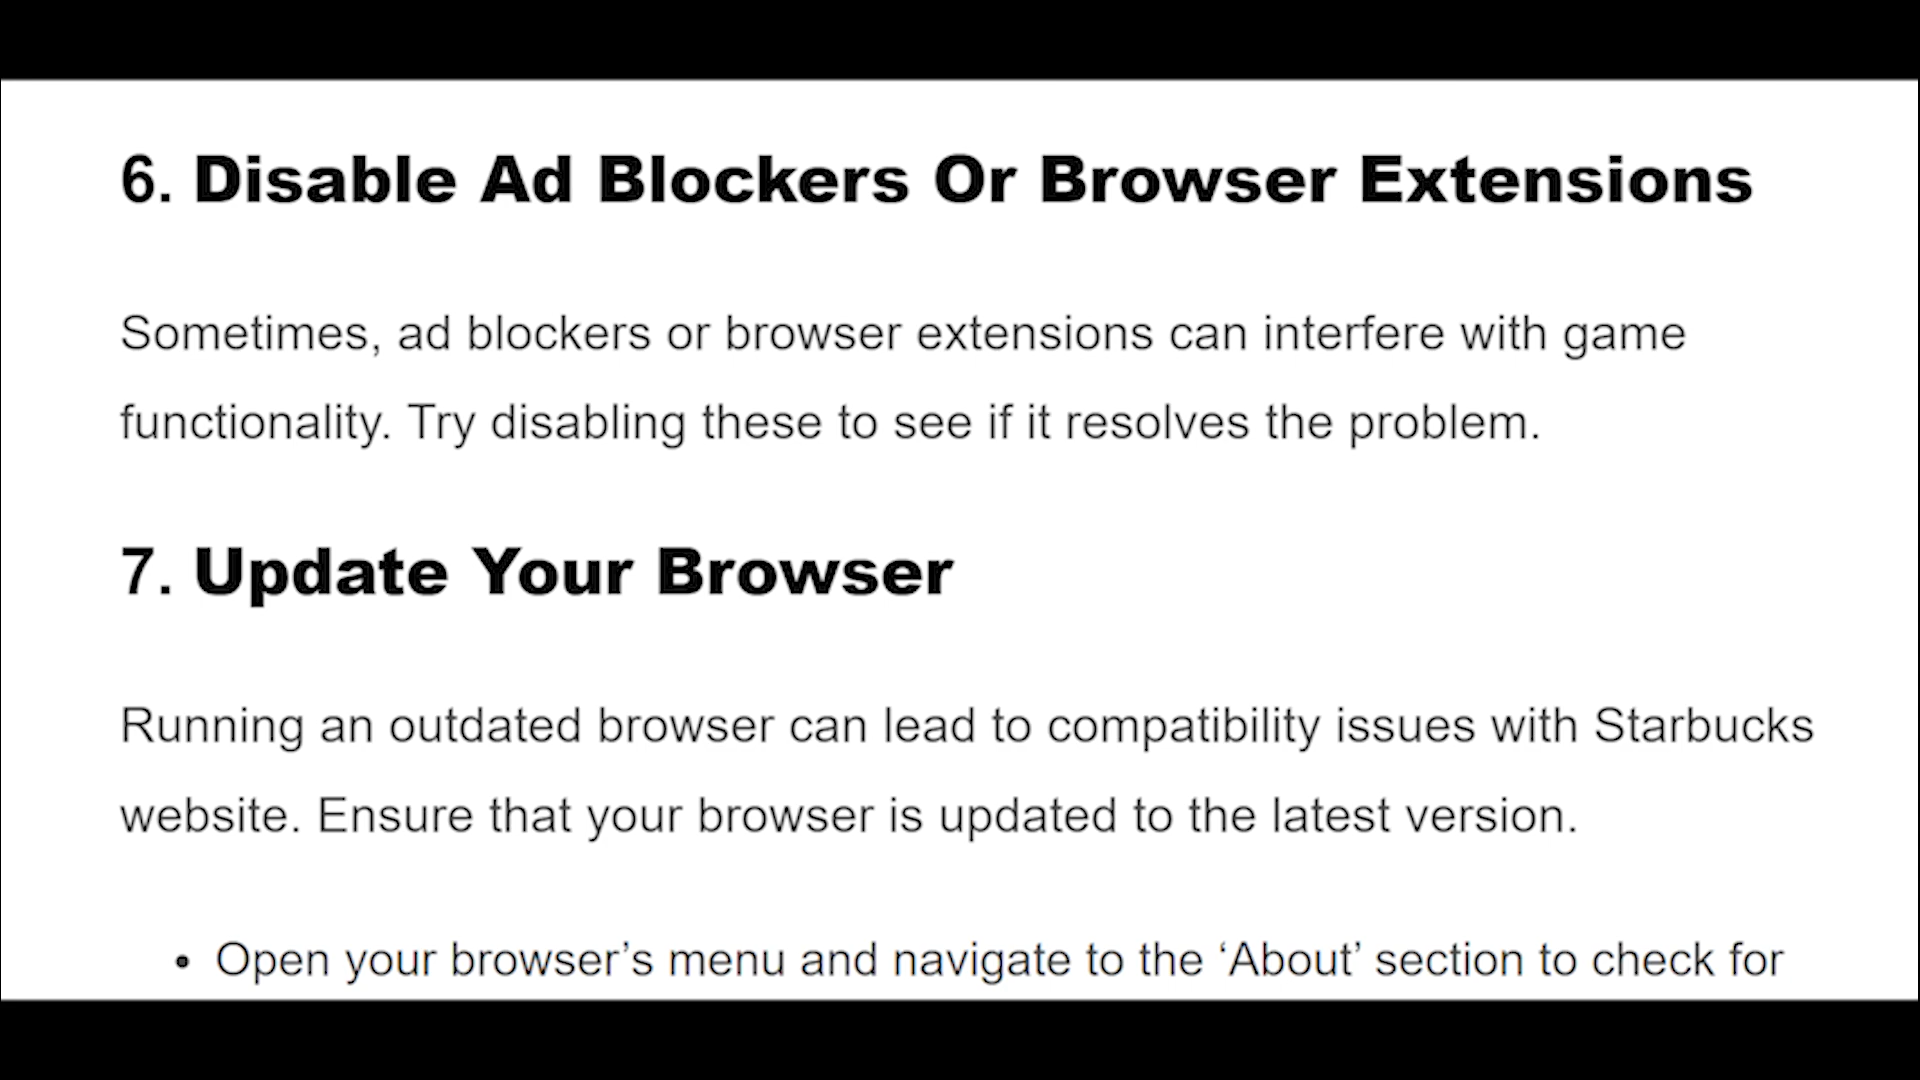 6. Disable Ad Blockers Or Browser Extensions
Sometimes, ad blockers or browser extensions can interfere with game
functionality. Try disabling these to see if it resolves the problem.
7. Update Your Browser
Running an outdated browser can lead to compatibility issues with Starbucks
website. Ensure that your browser is updated to the latest version.
• Open your browser’s menu and navigate to the ‘About’ section to check for